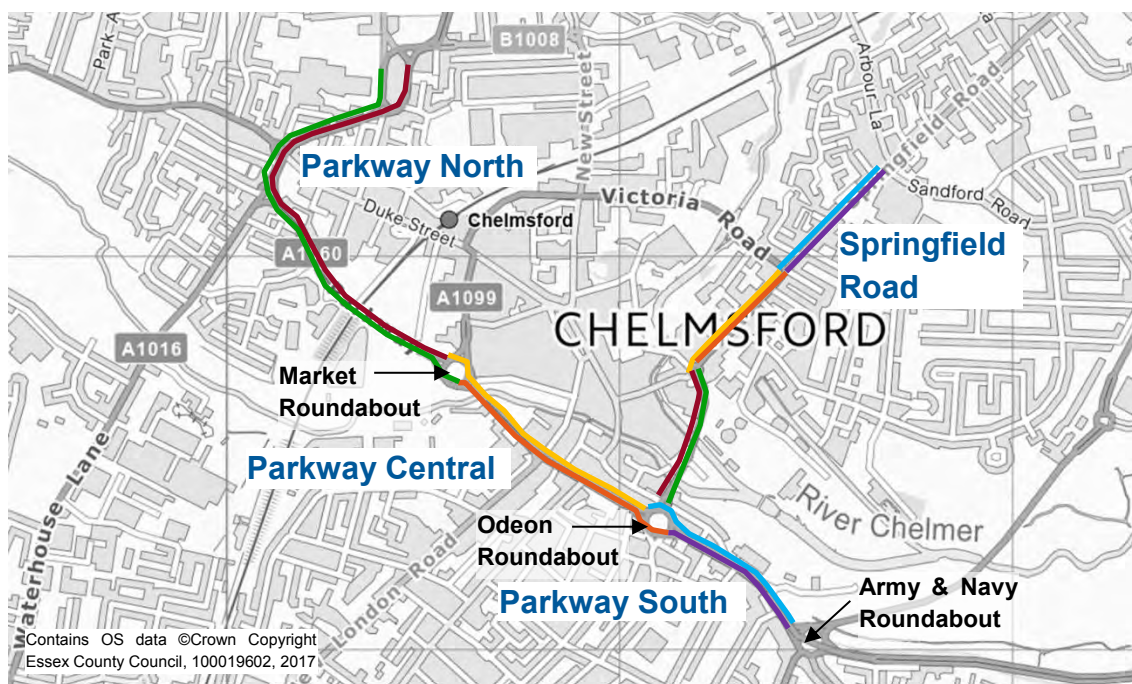 B1008
Park-A
New Street
Arbour La
ingfield Road
Parkway North
Duke Street
Chelmsford
Victoria Road
Sandford Road
Springfield
Road
A1060
A1099
CHELMSFORD
A1016
Market
Roundabout
Waterhouse Lane
Parkway Central
River Chelmer
Odeon
Roundabout
London Road
Parkway South
Army & Navy
Roundabout
Contains OS data ©Crown Copyright
Essex County Council, 100019602, 2017